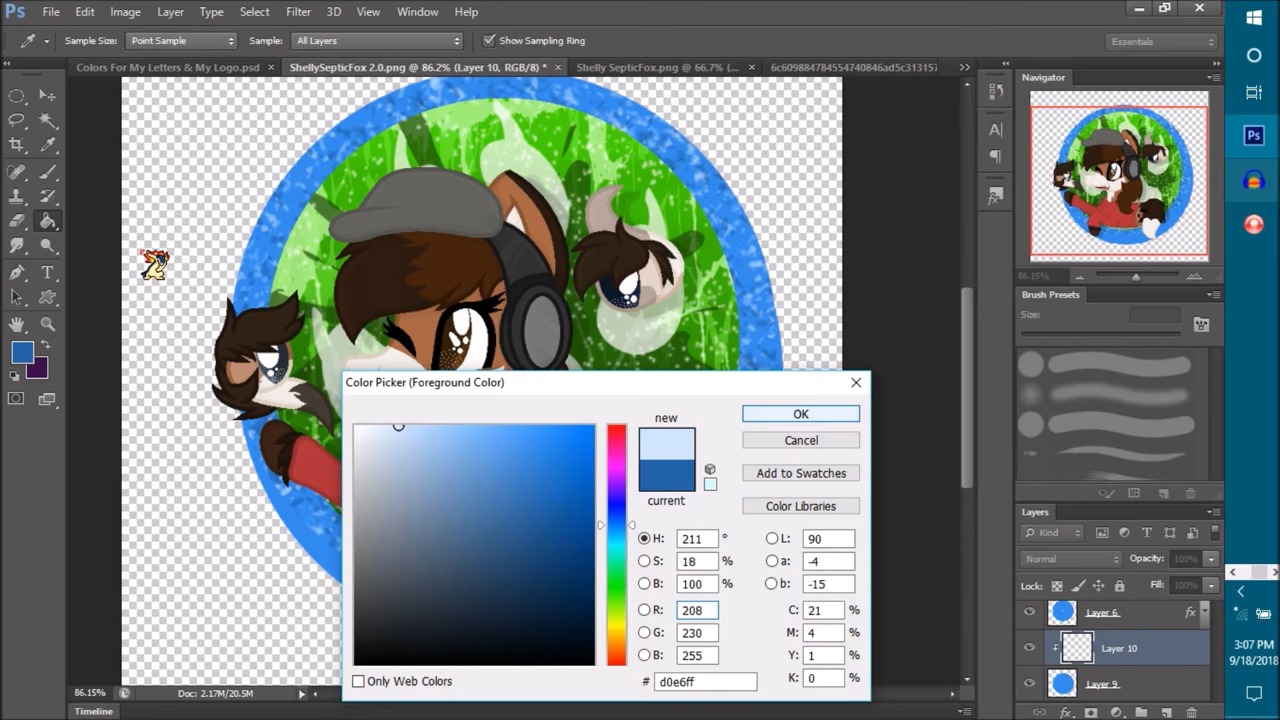 Ps File Edit Image Layer Type Select Filter 3D View Window Help
Sample Size: Point Sample Sample: All Layers Show Sampling Ring Essentials
Colors For My Letters & My Logo.psd × ShellySepticFox 2.0.png @ 86.2% (Layer 10, RGB/8) * × Shelly SepticFox.png @ 66.7% (... × 6c609884784554740846ad5c313157
Navigator
86.15%
Brush Presets
Size:
Color Picker (Foreground Color)
new
OK
Cancel
Add to Swatches
current
Color Libraries
H: 211 ° L: 90
S: 18 % a: -4
B: 100 % b: -15
R: 208 C: 21 %
G: 230 M: 4 %
B: 255 Y: 1 %
K: 0 %
Only Web Colors # d0e6ff
Layers
Kind
Normal Opacity: 100%
Lock: Fill: 100%
Layer 6 fx
Layer 10
Layer 9
86.15% Doc: 2.17M/20.5M
Timeline
Ps
3:07 PM
9/18/2018